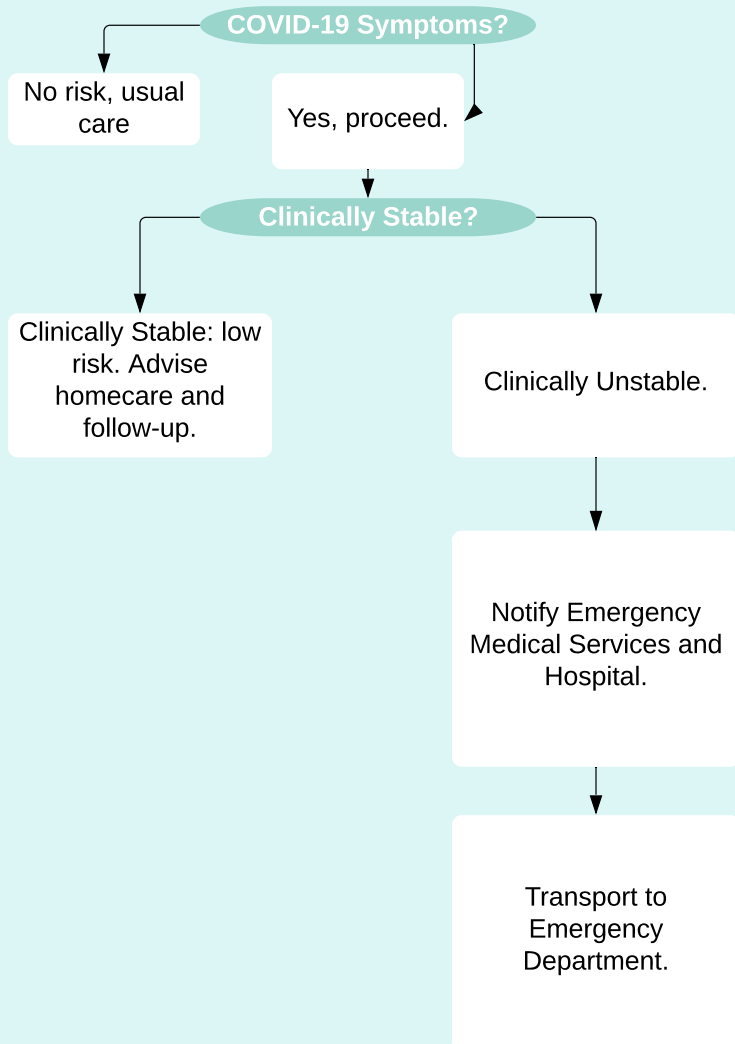 COVID-19 Symptoms?
No risk, usual
care
Yes, proceed.
Clinically Stable?
Clinically Stable: low
risk. Advise
homecare and
follow-up.
Clinically Unstable.
Notify Emergency
Medical Services and
Hospital.
Transport to
Emergency
Department.